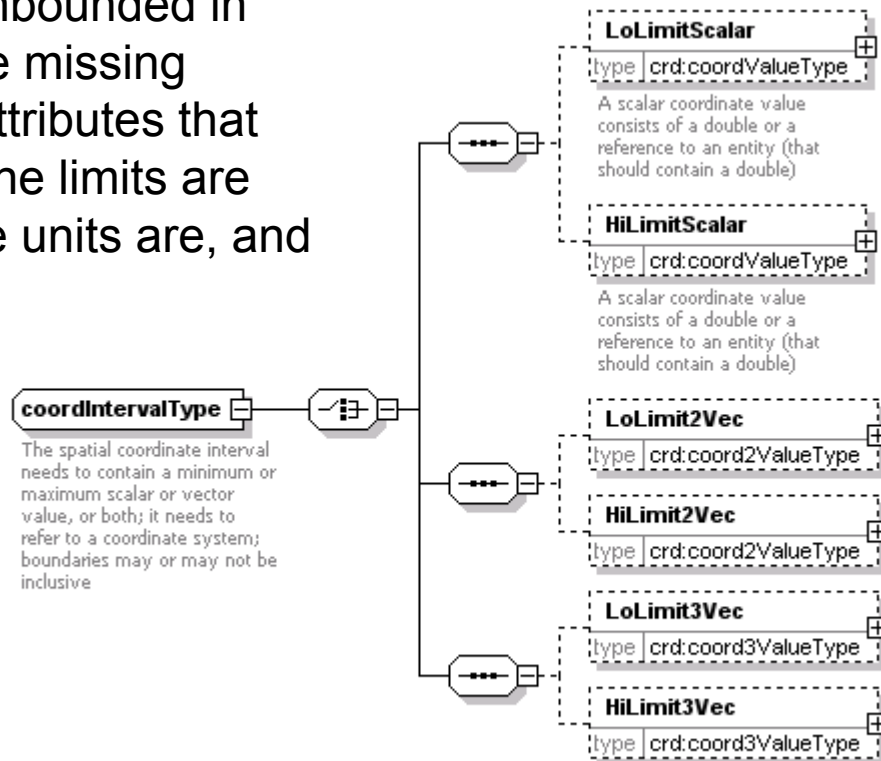 nbounded in
e missing
ttributes that
he limits are
e units are, and
LoLimitScalar
type crd:coordValueType
A scalar coordinate value
consists of a double or a
reference to an entity (that
should contain a double)
HiLimitScalar
type crd:coordValueType
A scalar coordinate value
consists of a double or a
reference to an entity (that
should contain a double)
coordIntervalType
The spatial coordinate interval
needs to contain a minimum or
maximum scalar or vector
value, or both; it needs to
refer to a coordinate system;
boundaries may or may not be
inclusive
LoLimit2Vec
type crd:coord2ValueType
HiLimit2Vec
type crd:coord2ValueType
LoLimit3Vec
type crd:coord3ValueType
HiLimit3Vec
type crd:coord3ValueType